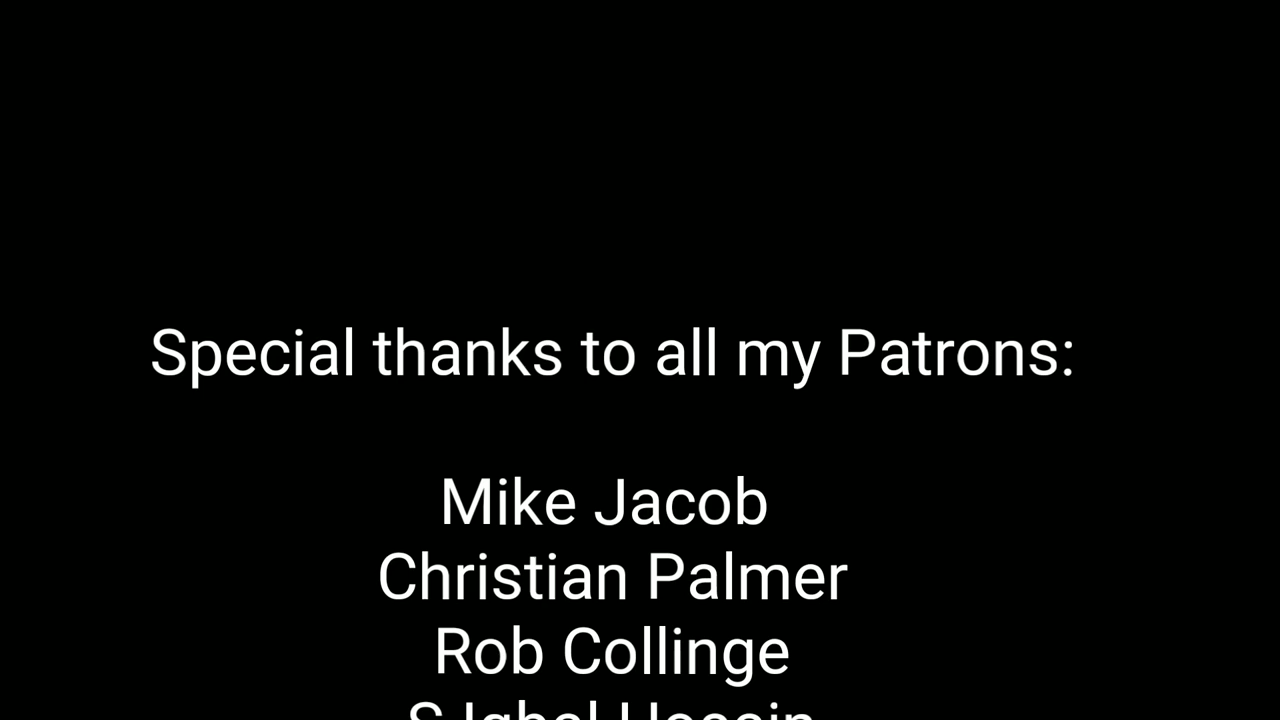 Special thanks to all my Patrons:
Mike Jacob
Christian Palmer
Rob Collinge